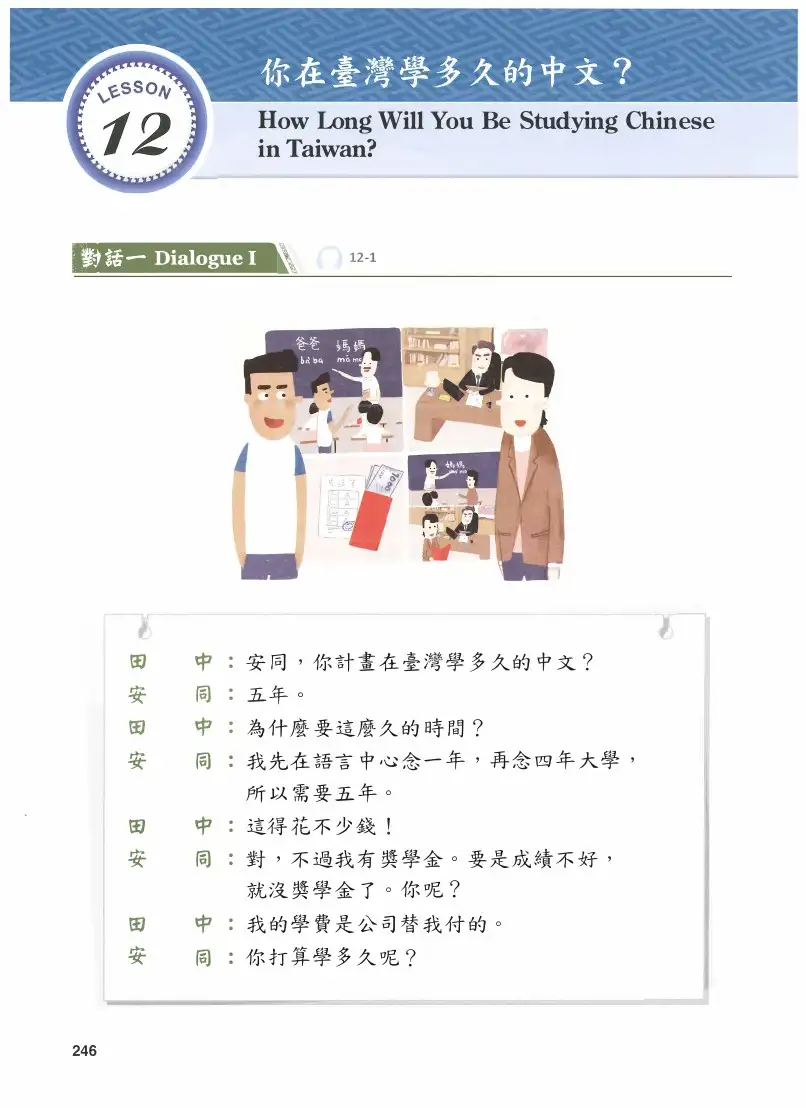 LESSON
12
你在臺灣學多久的中文？
How Long Will You Be Studying Chinese
in Taiwan?
對話一 Dialogue I
12-1
爸爸 媽媽
bà ba mā ma
媽媽
1000
田中：安同，你計畫在臺灣學多久的中文？
安同：五年。
田中：為什麼要這麼久的時間？
安同：我先在語言中心念一年，再念四年大學，
所以需要五年。
田中：這得花不少錢！
安同：對，不過我有獎學金。要是成績不好，
就沒獎學金了。你呢？
田中：我的學費是公司替我付的。
安同：你打算學多久呢？
246